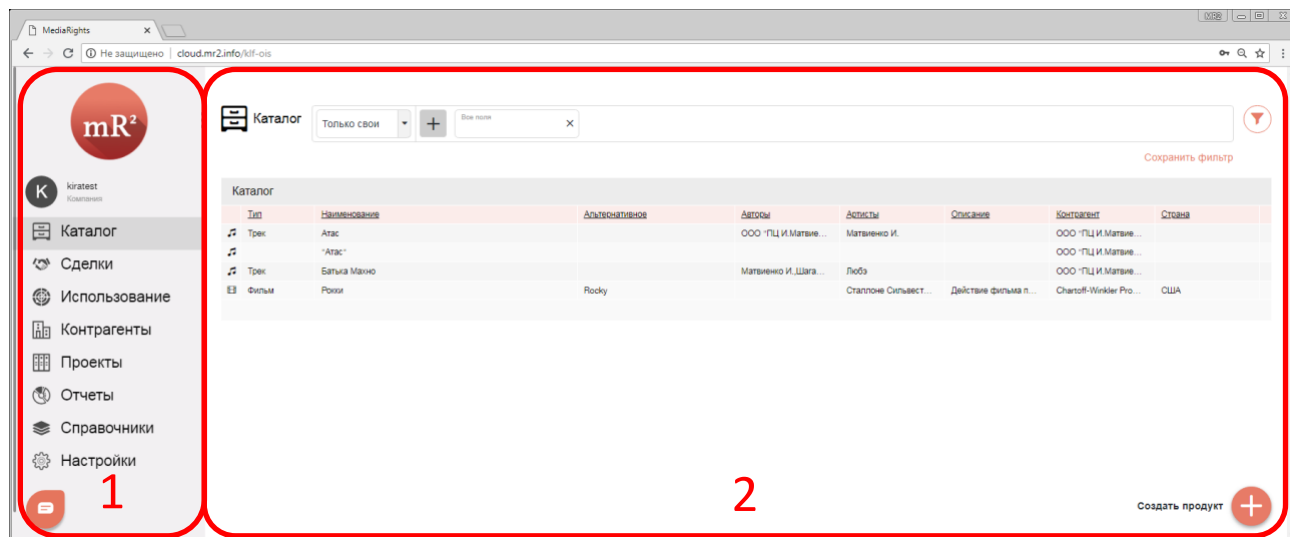 MediaRights
Не защищено | cloud.mr2.info/klf-ois
mR²
K
kiratest
Компания
Каталог
Сделки
Использование
Контрагенты
Проекты
Отчеты
Справочники
Настройки
1
Каталог
Только свои
Все поля
Сохранить фильтр
Каталог
Тип Наименование Альтернативное Авторы Артисты Описание Контрагент Страна
Трек Атас ООО "ПЦ И.Матвие... Матвиенко И. ООО "ПЦ И.Матвие...
"Атас" ООО "ПЦ И.Матвие...
Трек Батька Махно Матвиенко И.,Шага... Любэ ООО "ПЦ И.Матвие...
Фильм Рокки Rocky Сталлоне Сильвест... Действие фильма п... Chartoff-Winkler Pro... США
2
Создать продукт